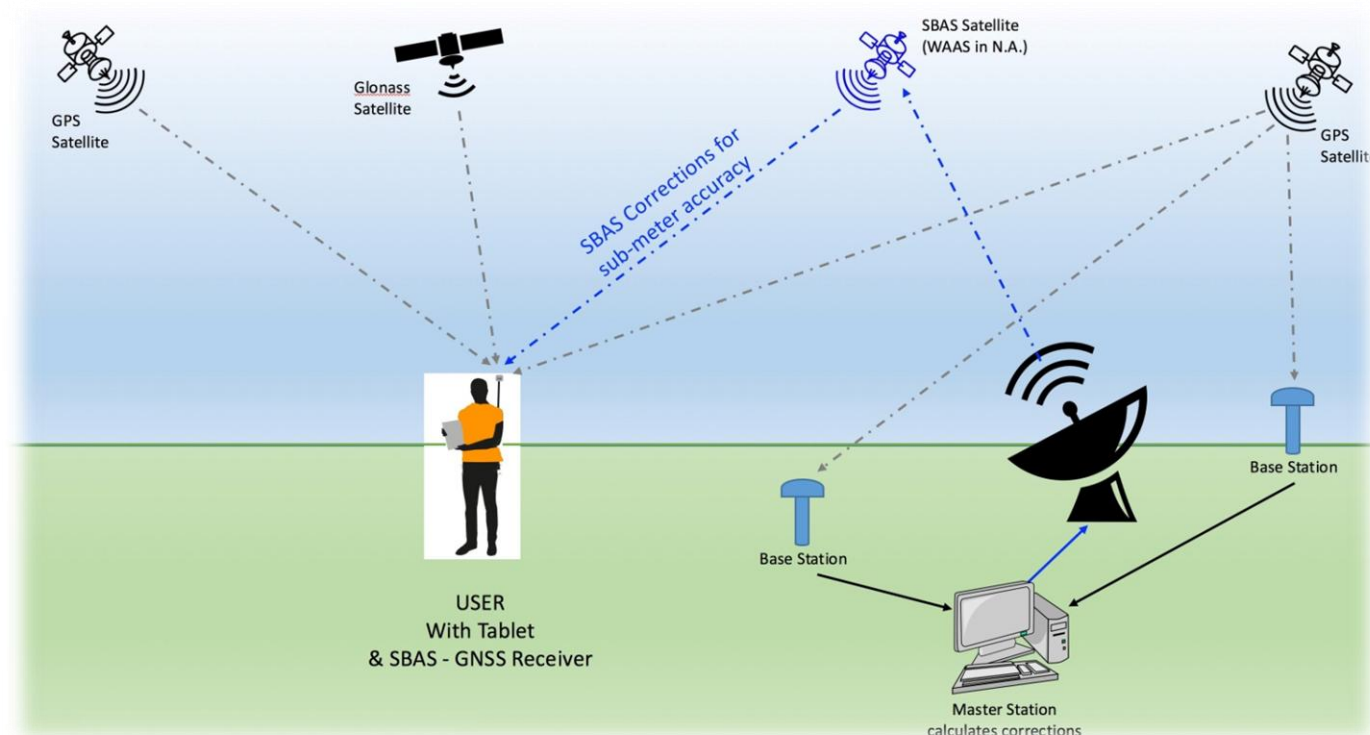 SBAS Satellite
(WAAS in N.A.)
Glonass
Satellite
GPS
Satellite
GPS
Satellite
SBAS Corrections for
sub-meter accuracy
Base Station
Base Station
USER
With Tablet
& SBAS - GNSS Receiver
Master Station
calculates corrections